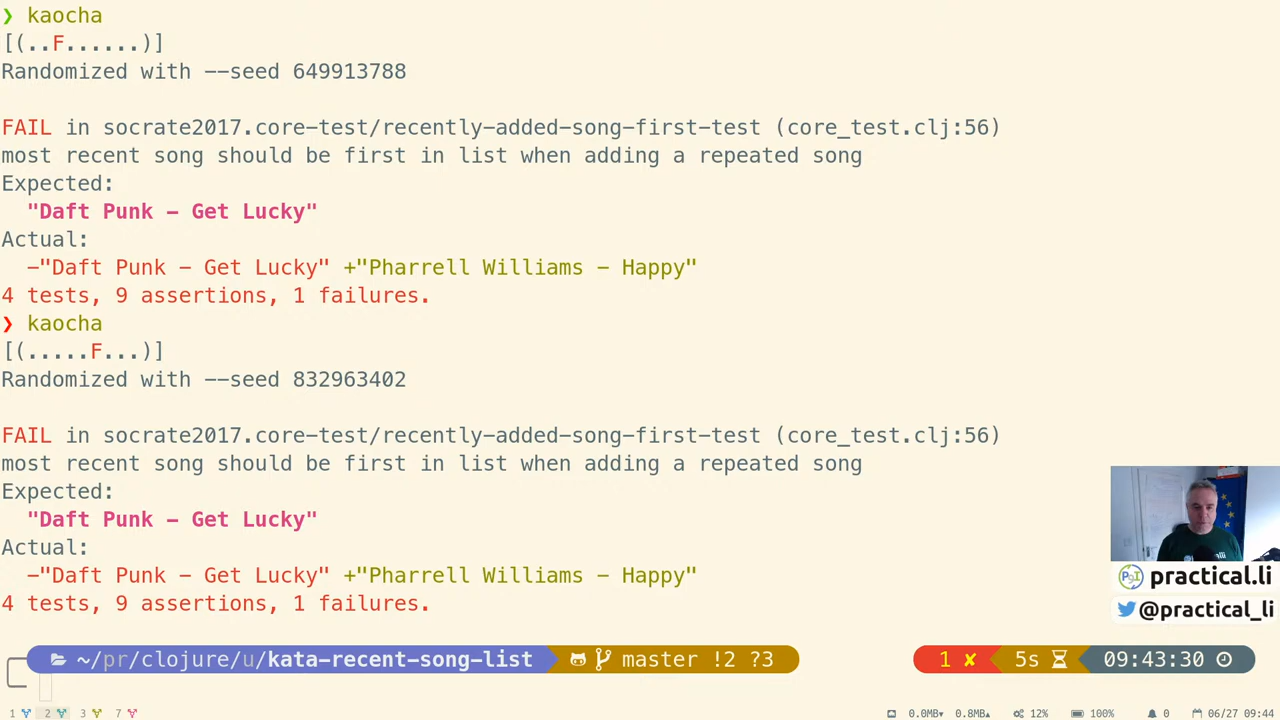 ❯ kaocha
[(..F......)]
Randomized with --seed 649913788
FAIL in socrate2017.core-test/recently-added-song-first-test (core_test.clj:56)
most recent song should be first in list when adding a repeated song
Expected:
"Daft Punk – Get Lucky"
Actual:
-"Daft Punk – Get Lucky" +"Pharrell Williams – Happy"
4 tests, 9 assertions, 1 failures.
❯ kaocha
[(.....F...)]
Randomized with --seed 832963402
FAIL in socrate2017.core-test/recently-added-song-first-test (core_test.clj:56)
most recent song should be first in list when adding a repeated song
Expected:
"Daft Punk – Get Lucky"
Actual:
-"Daft Punk – Get Lucky" +"Pharrell Williams – Happy"
4 tests, 9 assertions, 1 failures.
practical.li
@practical_li
~/pr/clojure/u/kata-recent-song-list master !2 ?3 1 ✘ 5s 09:43:30
1 2 3 7 0.0MB▾ 0.8MB▴ 12% 100% 0 06/27 09:44